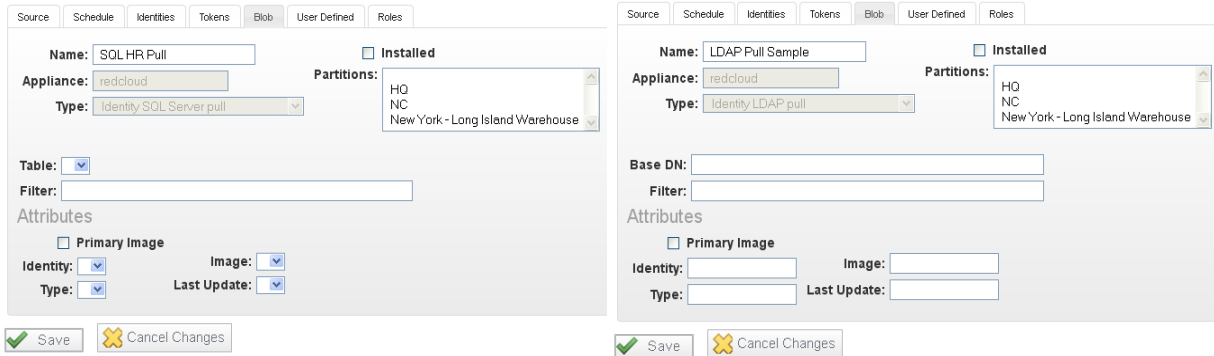 Source Schedule Identities Tokens Blob User Defined Roles
Name: SQL HR Pull
Installed
Appliance: redcloud
Partitions:
HQ
NC
New York - Long Island Warehouse
Type: Identity SQL Server pull
Table:
Filter:
Attributes
Primary Image
Identity:
Image:
Type:
Last Update:
Save
Cancel Changes
Source Schedule Identities Tokens Blob User Defined Roles
Name: LDAP Pull Sample
Installed
Appliance: redcloud
Partitions:
HQ
NC
New York - Long Island Warehouse
Type: Identity LDAP pull
Base DN:
Filter:
Attributes
Primary Image
Identity:
Image:
Type:
Last Update:
Save
Cancel Changes